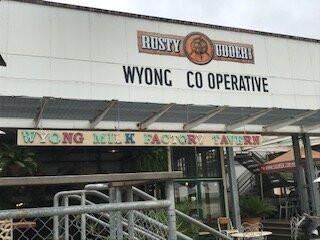 RUSTY UDDER
WYONG CO OPERATIVE
WYONG MILK FACTORY TAVERN